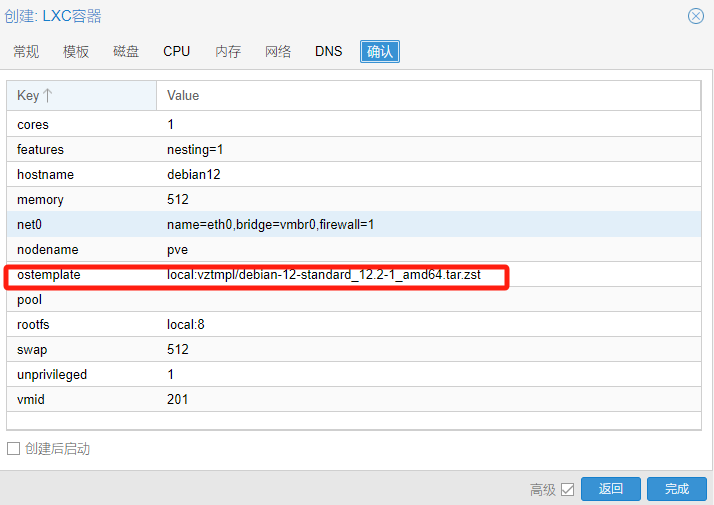 创建: LXC容器
常规 模板 磁盘 CPU 内存 网络 DNS 确认
Key Value
cores 1
features nesting=1
hostname debian12
memory 512
net0 name=eth0,bridge=vmbr0,firewall=1
nodename pve
ostemplate local:vztmpl/debian-12-standard_12.2-1_amd64.tar.zst
pool
rootfs local:8
swap 512
unprivileged 1
vmid 201
创建后启动
高级 返回 完成